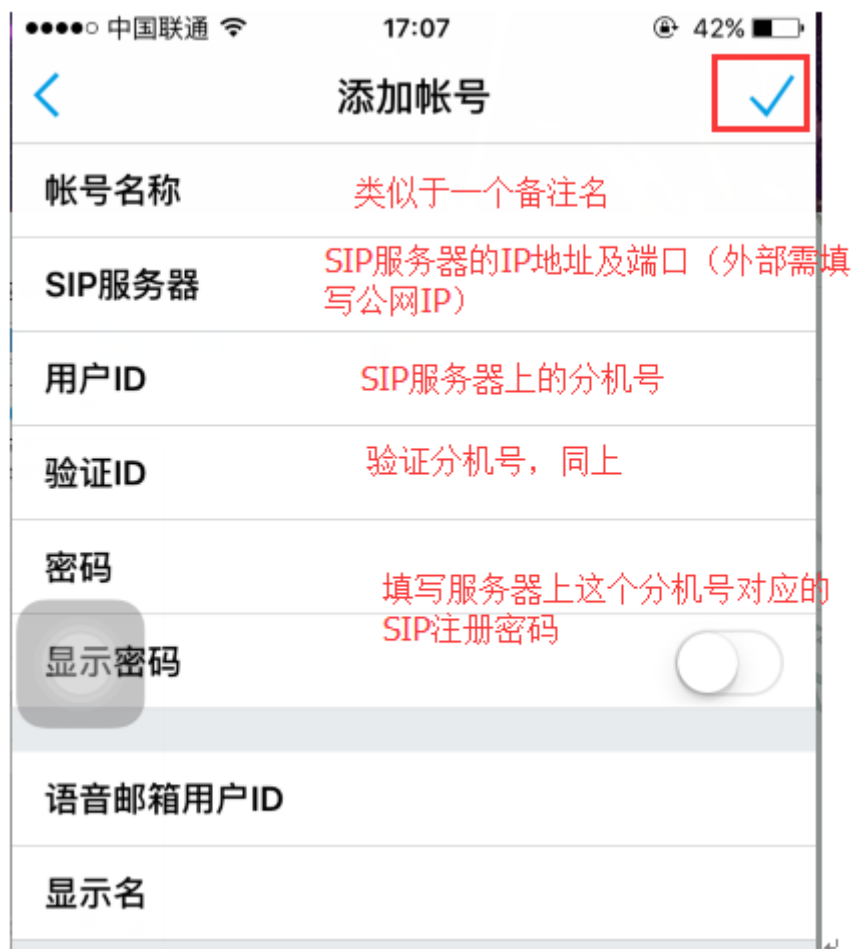 中国联通 17:07 42%
添加帐号
帐号名称 类似于一个备注名
SIP服务器 SIP服务器的IP地址及端口（外部需填
写公网IP）
用户ID SIP服务器上的分机号
验证ID 验证分机号，同上
密码 填写服务器上这个分机号对应的
SIP注册密码
显示密码
语音邮箱用户ID
显示名